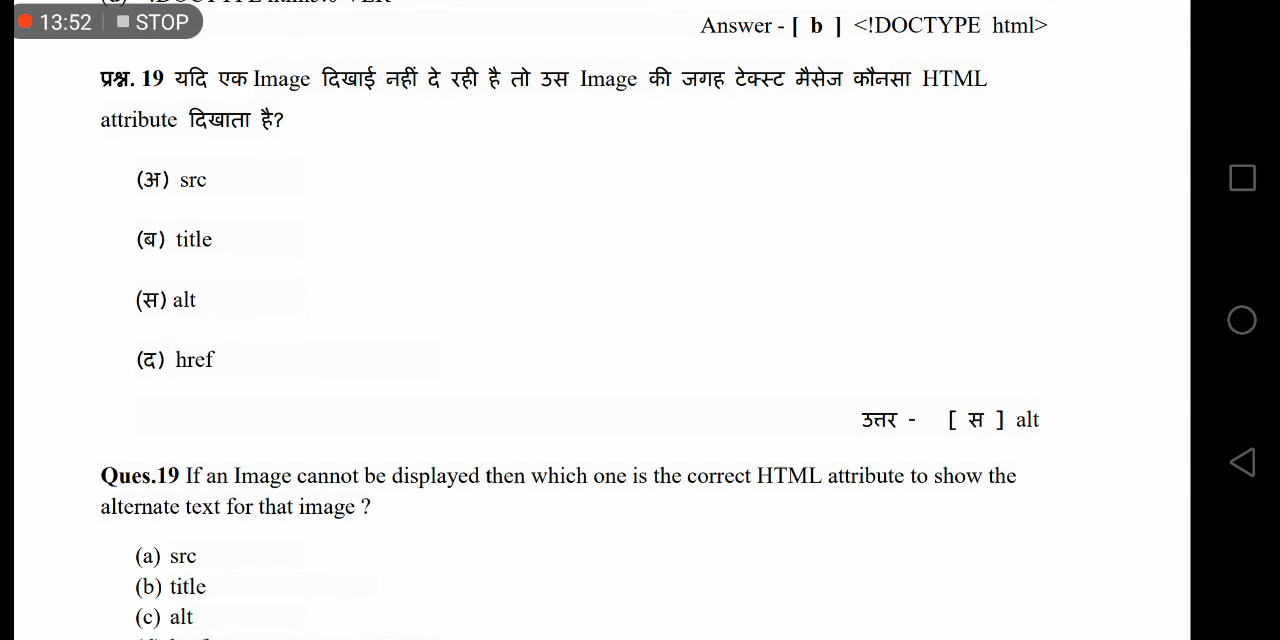 13:52 STOP
Answer - [ b ] <!DOCTYPE html>
प्रश्न. 19 यदि एक Image दिखाई नहीं दे रही है तो उस Image की जगह टेक्स्ट मैसेज कौनसा HTML
attribute दिखाता है?
(अ) src
(ब) title
(स) alt
(द) href
उत्तर - [ स ] alt
Ques.19 If an Image cannot be displayed then which one is the correct HTML attribute to show the
alternate text for that image ?
(a) src
(b) title
(c) alt